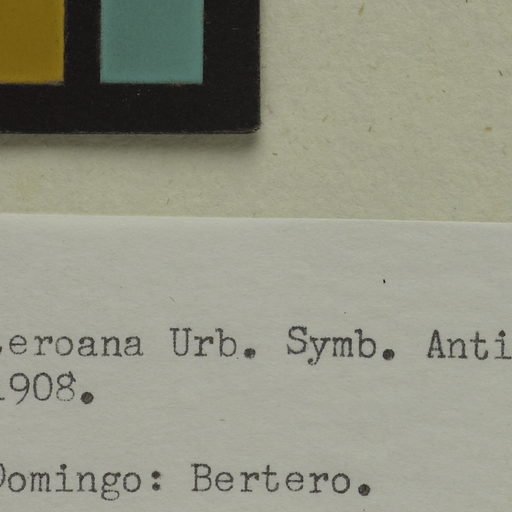 eroana Urb. Symb. Anti
1908.
Domingo: Bertero.